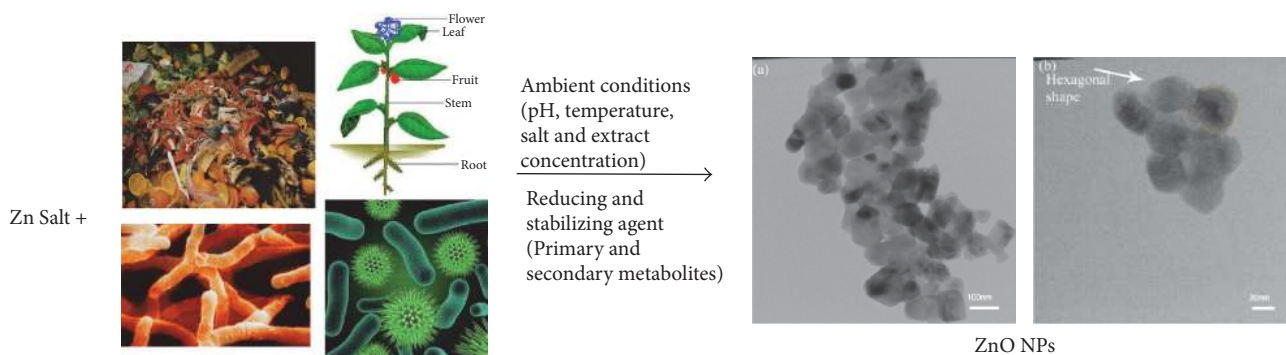 Zn Salt +
Flower
Leaf
Fruit
Stem
Root
Ambient conditions
(pH, temperature,
salt and extract
concentration)
Reducing and
stabilizing agent
(Primary and
secondary metabolites)
(a)
100nm
(b)
Hexagonal
shape
ZnO NPs